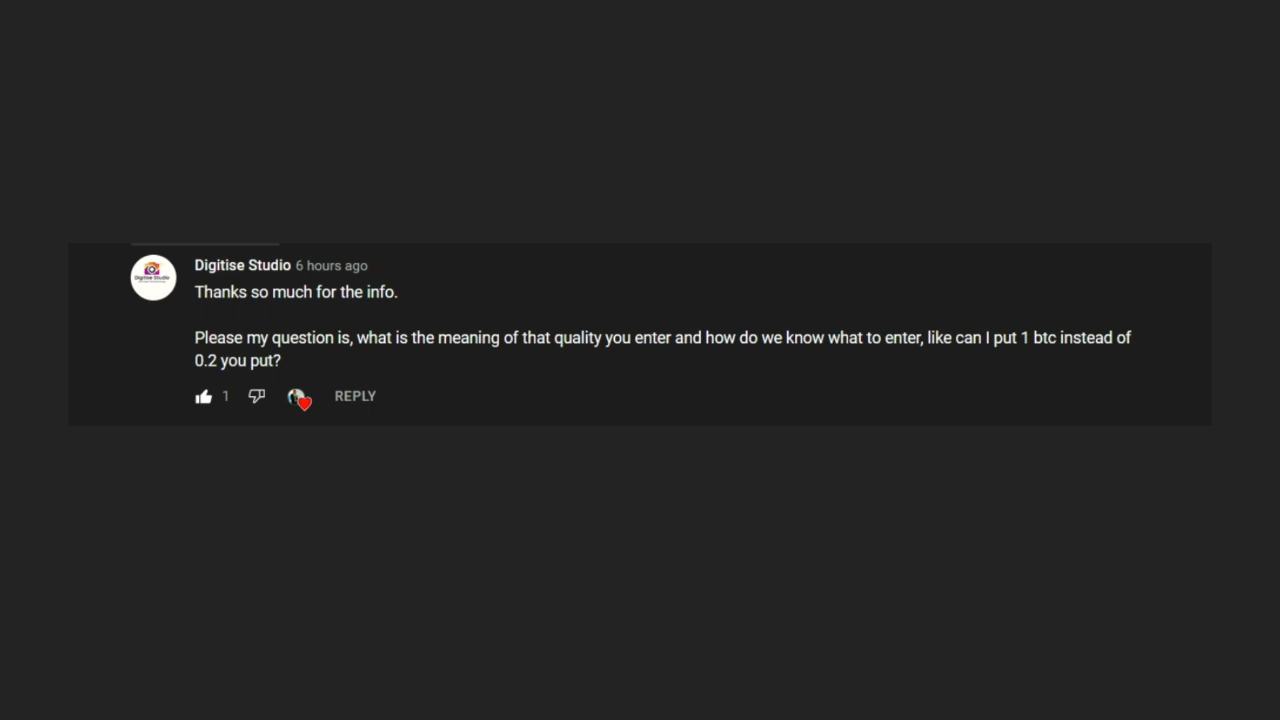 Digitise Studio
Digitise Studio 6 hours ago
Thanks so much for the info.
Please my question is, what is the meaning of that quality you enter and how do we know what to enter, like can I put 1 btc instead of
0.2 you put?
1 REPLY